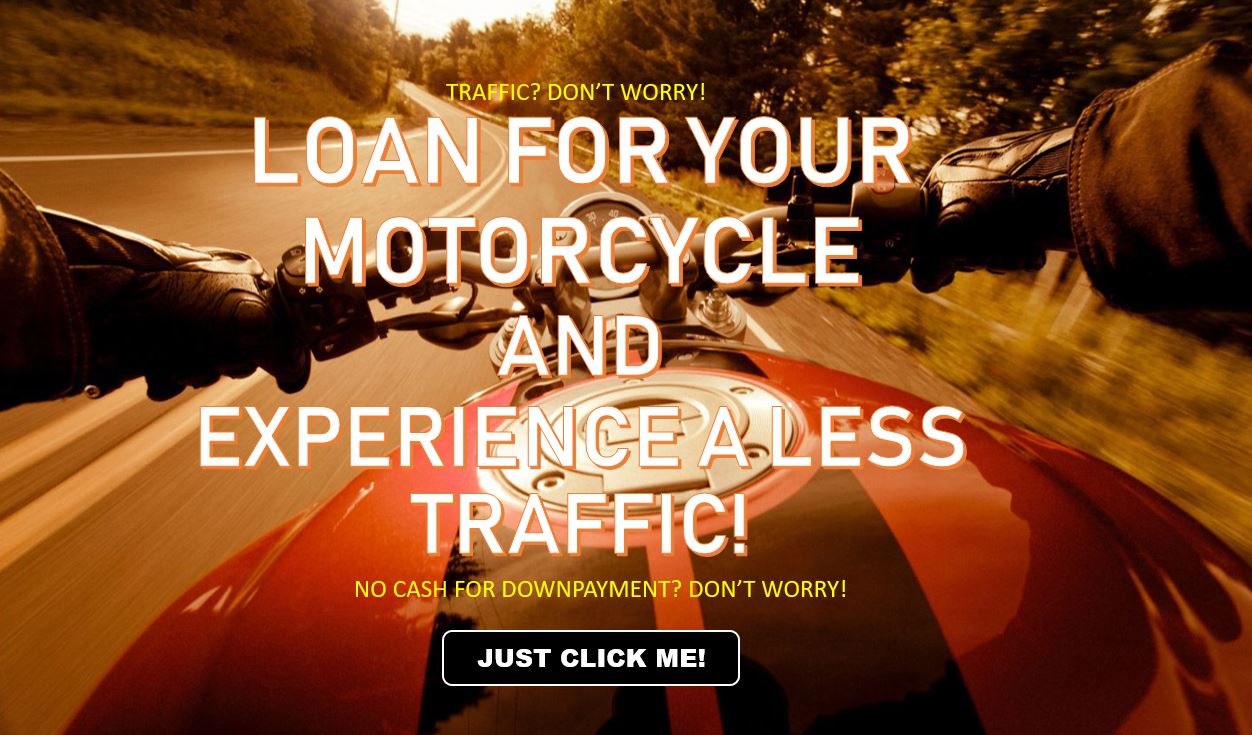 TRAFFIC? DON’T WORRY!
LOAN FOR YOUR
MOTORCYCLE
AND
EXPERIENCE A LESS
TRAFFIC!
NO CASH FOR DOWNPAYMENT? DON’T WORRY!
JUST CLICK ME!